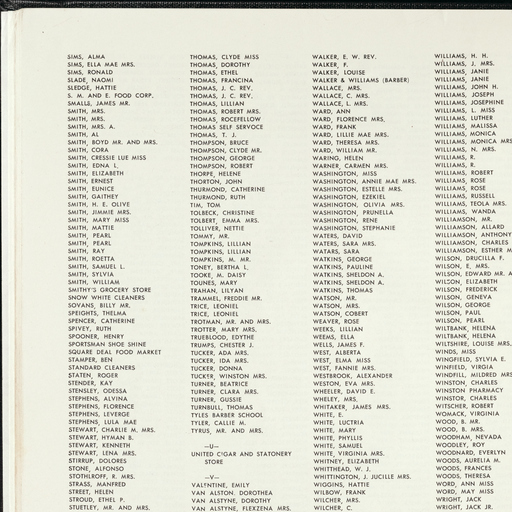 SIMS, ALMA
SIMS, ELLA MAE MRS.
SIMS, RONALD
SLADE, NAOMI
SLEDGE, HATTIE
S. M. AND E. FOOD CORP.
SMALLS, JAMES MR.
SMITH, MRS.
SMITH, MRS.
SMITH, MRS. A.
SMITH, AL
SMITH, BOYD MR. AND MRS.
SMITH, CORA
SMITH, CRESSIE LUE MISS
SMITH, EDNA L.
SMITH, ELIZABETH
SMITH, ERNEST
SMITH, EUNICE
SMITH, GAITHEY
SMITH, H. E. OLIVE
SMITH, JIMMIE MRS.
SMITH, MARY MISS
SMITH, MATTIE
SMITH, PEARL
SMITH, PEARL
SMITH, RAY
SMITH, ROETTA
SMITH, SAMUEL L.
SMITH, SYLVIA
SMITH, WILLIAM
SMITHY'S GROCERY STORE
SNOW WHITE CLEANERS
SOVANS, BILLY MR.
SPEIGHTS, THELMA
SPENCER, CATHERINE
SPIVEY, RUTH
SPOONER, HENRY
SPORTSMAN SHOE SHINE
SQUARE DEAL FOOD MARKET
STAMPER, BEN
STANDARD CLEANERS
STATEN, ROGER
STENDER, KAY
STENSLEY, ODESSA
STEPHENS, ALVINA
STEPHENS, FLORENCE
STEPHENS, LEVERGE
STEPHENS, LULA MAE
STEWART, CHARLIE M. MRS.
STEWART, HYMAN B.
STEWART, KENNETH
STEWART, LENA MRS.
STIRRUP, DOLORES
STONE, ALFONSO
STOTHLROFF, R. MRS.
STRASS, MANFRED
STREET, HELEN
STROUD, ETHEL P.
STUETLEY, MR. AND MRS.
THOMAS, CLYDE MISS
THOMAS, DOROTHY
THOMAS, ETHEL
THOMAS, FRANCINA
THOMAS, J. C. REV.
THOMAS, J. C. REV.
THOMAS, LILLIAN
THOMAS, ROBERT MRS.
THOMAS, ROCEFELLOW
THOMAS SELF SERVOCE
THOMAS, T. J.
THOMPSON, BRUCE
THOMPSON, CLYDE MR.
THOMPSON, GEORGE
THOMPSON, ROBERT
THORPE, HELENE
THORTON, JOHN
THURMOND, CATHERINE
THURMOND, RUTH
TIM, TOM
TOLBECK, CHRISTINE
TOLBERT, EMMA MRS.
TOLLIVER, NETTIE
TOMMY, MR.
TOMPKINS, LILLIAN
TOMPKINS, LILLIAN
TOMPKINS, M. MR.
TONEY, BERTHA L.
TOOKE, M. DAISY
TOUNES, MARY
TRAHAN, LILYAN
TRAMMEL, FREDDIE MR.
TRICE, LEONIEL
TRICE, LEONIEL
TROTMAN, MR. AND MRS.
TROTTER, MARY MRS.
TRUEBLOOD, EDYTHE
TRUMPS, CHESTER J.
TUCKER, ADA MRS.
TUCKER, IDA MRS.
TUCKER, DONNA
TUCKER, WINSTON MRS.
TURNER, BEATRICE
TURNER, CLARA MRS.
TURNER, GUSSIE
TURNBULL, THOMAS
TYLES BARBER SCHOOL
TYLER, CALLIE M.
TYRUS, MR. AND MRS.
—U—
UNITED CIGAR AND STATONERY
STORE
—V—
VALENTINE, EMILY
VAN ALSTON, DOROTHEA
VAN ALSTYNE, DOROTHY
VAN ALSTYNE, FLEXZENA MRS.
WALKER, E. W. REV.
WALKER, F.
WALKER, LOUISE
WALKER & WILLIAMS (BARBER)
WALLACE, MRS.
WALLACE, C. MRS.
WALLACE, L. MRS.
WARD, ANN
WARD, FLORENCE MRS.
WARD, FRANK
WARD, LILLIE MAE MRS.
WARD, THERESA MRS.
WARD, WILLIAM MR.
WARING, HELEN
WARNER, CARMEN MRS.
WASHINGTON, MISS
WASHINGTON, ANNIE MAE MRS.
WASHINGTON, ESTELLE MRS.
WASHINGTON, EZEKIEL
WASHINGTON, OLIVIA MRS.
WASHINGTON, PRUNELLA
WASHINGTON, RENE
WASHINGTON, STEPHANIE
WATERS, DAVID
WATERS, SARA MRS.
WATARS, SARA
WATKINS, GEORGE
WATKINS, PAULINE
WATKINS, SHELDON A.
WATKINS, SHELDON A.
WATKINS, THOMAS
WATSON, MR.
WATSON, MRS.
WATSON, COBERT
WEAVER, ROSE
WEEKS, LILLIAN
WEEMS, ELLA
WELLS, JAMES F.
WEST, ALBERTA
WEST, ELMA MISS
WEST, FANNIE MRS.
WESTBROOK, ALEXANDER
WESTON, EVA MRS.
WHEELER, DAVID E.
WHELEY, MRS.
WHITAKER, JAMES MRS.
WHITE, E.
WHITE, LUCTRIA
WHITE, MARY
WHITE, PHYLLIS
WHITE, SAMUEL
WHITE, VIRGINIA MRS.
WHITNEY, ELIZABETH
WHITTHEAD, W. J.
WHITTINGTON, J. JUCILLE MRS.
WIGGINS, HATTIE
WILBOW, FRANK
WILCHER, MRS.
WILCHER, C.
WILLIAMS, H. H.
WILLIAMS, J. MRS.
WILLIAMS, JANIE
WILLIAMS, JANIE
WILLIAMS, JOHN H.
WILLIAMS, JOSEPH
WILLIAMS, JOSEPHINE
WILLIAMS, L. MISS
WILLIAMS, LUTHER
WILLIAMS, MALISSA
WILLIAMS, MONICA
WILLIAMS, MONICA MRS
WILLIAMS, N. MRS.
WILLIAMS, R.
WILLIAMS, R.
WILLIAMS, ROBERT
WILLIAMS, ROSE
WILLIAMS, ROSE
WILLIAMS, RUSSELL
WILLIAMS, TEOLA MRS.
WILLIAMS, WANDA
WILLIAMSON, MR.
WILLIAMSON, ALLARD
WILLIAMSON, ANTHONY
WILLIAMSON, CHARLES
WILLIAMSON, ESTHER M
WILSON, DRUCILLA F.
WILSON, E. MRS.
WILSON, EDWARD MR. A
WILSON, ELIZABETH
WILSON, FREDERICK
WILSON, GENEVA
WILSON, GEORGE
WILSON, PAUL
WILSON, PEARL
WILTBANK, HELENA
WILTBANK, HELENA
WILTSHIRE, LOUISE MRS.
WINDS, MISS
WINGFIELD, SYLVIA E.
WINFIELD, VIRGIA
WINDFILL, MILDRED MRS
WINSTON, CHARLES
WINSTON PHARMACY
WINSTOR, CHARLES
WITSCHER, ROBERT
WOMACK, VIRGINIA
WOOD, B. MR.
WOOD, B. MRS.
WOODHAM, NEVADA
WOODLEY, ROY
WOODNARD, EVERLYN
WOODS, AURELIA M.
WOODS, FRANCES
WOODS, THERESA
WORD, ANN MISS
WORD, MAY MISS
WRIGHT, JACK
WRIGHT, JACK JR.